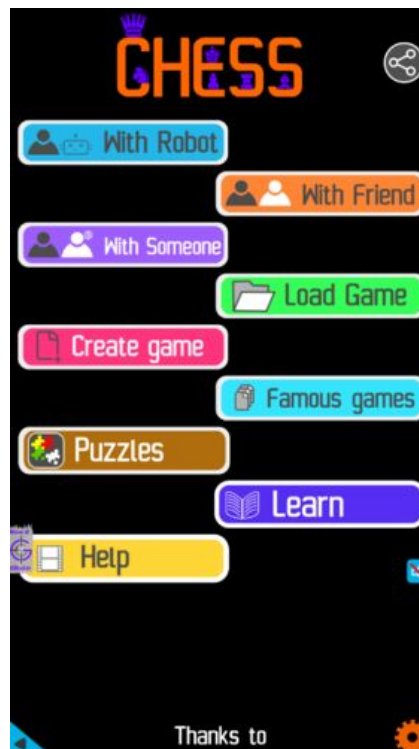 CHESS
With Robot
With Friend
With Someone
Load Game
Create game
Famous games
Puzzles
Learn
Help
Thanks to